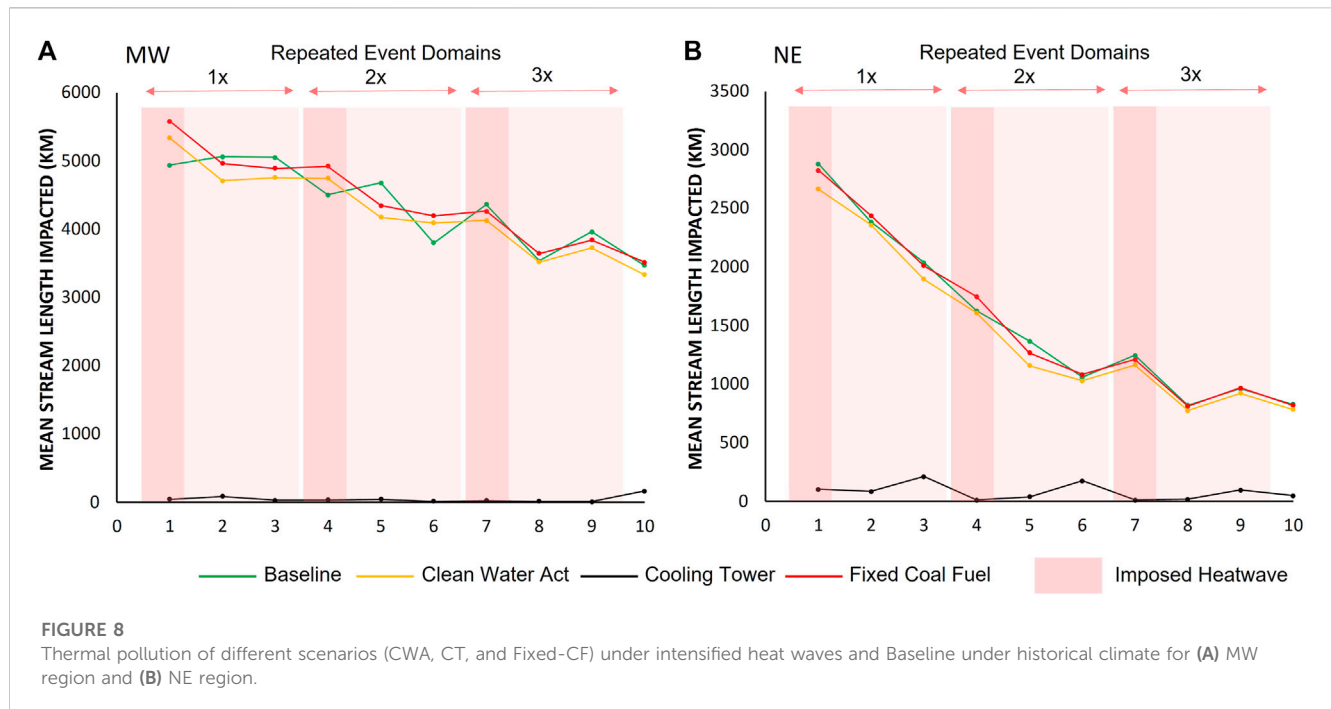 A
MW
Repeated Event Domains
1x
2x
3x
MEAN STREAM LENGTH IMPACTED (KM)
6000
5000
4000
3000
2000
1000
0
0 1 2 3 4 5 6 7 8 9 10
B
NE
Repeated Event Domains
1x
2x
3x
MEAN STREAM LENGTH IMPACTED (KM)
3500
3000
2500
2000
1500
1000
500
0
0 1 2 3 4 5 6 7 8 9 10
Baseline Clean Water Act Cooling Tower Fixed Coal Fuel Imposed Heatwave
FIGURE 8
Thermal pollution of different scenarios (CWA, CT, and Fixed-CF) under intensified heat waves and Baseline under historical climate for (A) MW
region and (B) NE region.